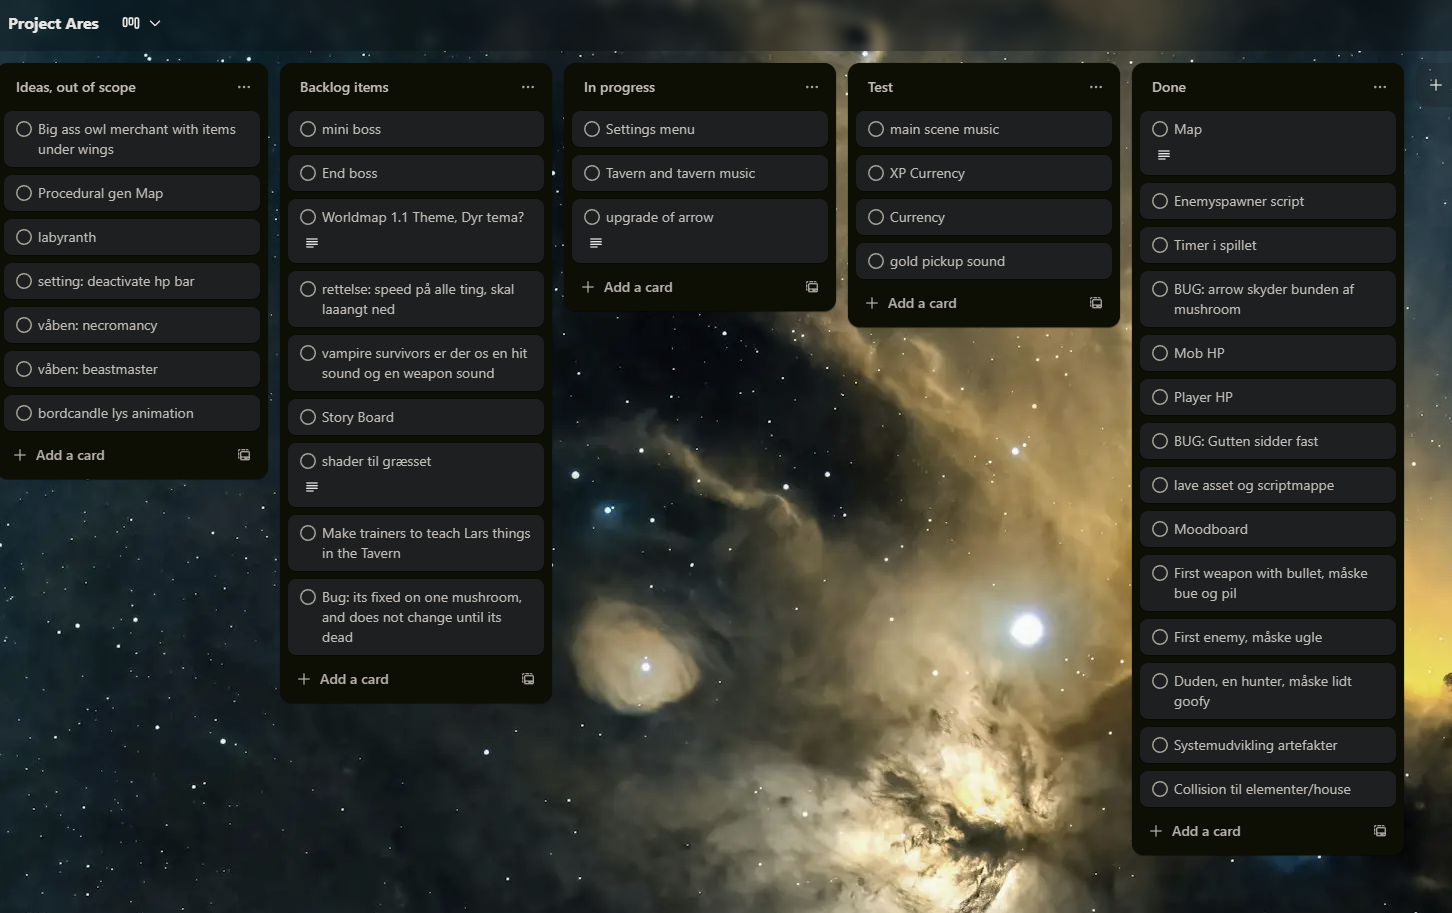 Project Ares
Ideas, out of scope
Big ass owl merchant with items
under wings
Procedural gen Map
labyranth
setting: deactivate hp bar
våben: necromancy
våben: beastmaster
bordcandle lys animation
Add a card
Backlog items
mini boss
End boss
Worldmap 1.1 Theme, Dyr tema?
rettelse: speed på alle ting, skal
laaangt ned
vampire survivors er der os en hit
sound og en weapon sound
Story Board
shader til græsset
Make trainers to teach Lars things
in the Tavern
Bug: its fixed on one mushroom,
and does not change until its
dead
Add a card
In progress
Settings menu
Tavern and tavern music
upgrade of arrow
Add a card
Test
main scene music
XP Currency
Currency
gold pickup sound
Add a card
Done
Map
Enemyspawner script
Timer i spillet
BUG: arrow skyder bunden af
mushroom
Mob HP
Player HP
BUG: Gutten sidder fast
lave asset og scriptmappe
Moodboard
First weapon with bullet, måske
bue og pil
First enemy, måske ugle
Duden, en hunter, måske lidt
goofy
Systemudvikling artefakter
Collision til elementer/house
Add a card